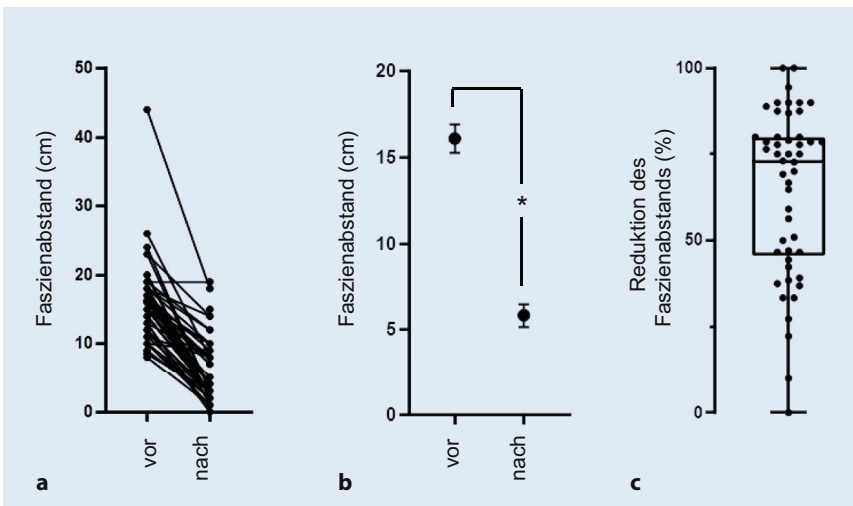 Faszienabstand (cm)
50
40
30
20
10
0
vor
nach
a
Faszienabstand (cm)
20
15
10
5
0
*
vor
nach
b
Reduktion des
Faszienabstands (%)
100
50
0
c